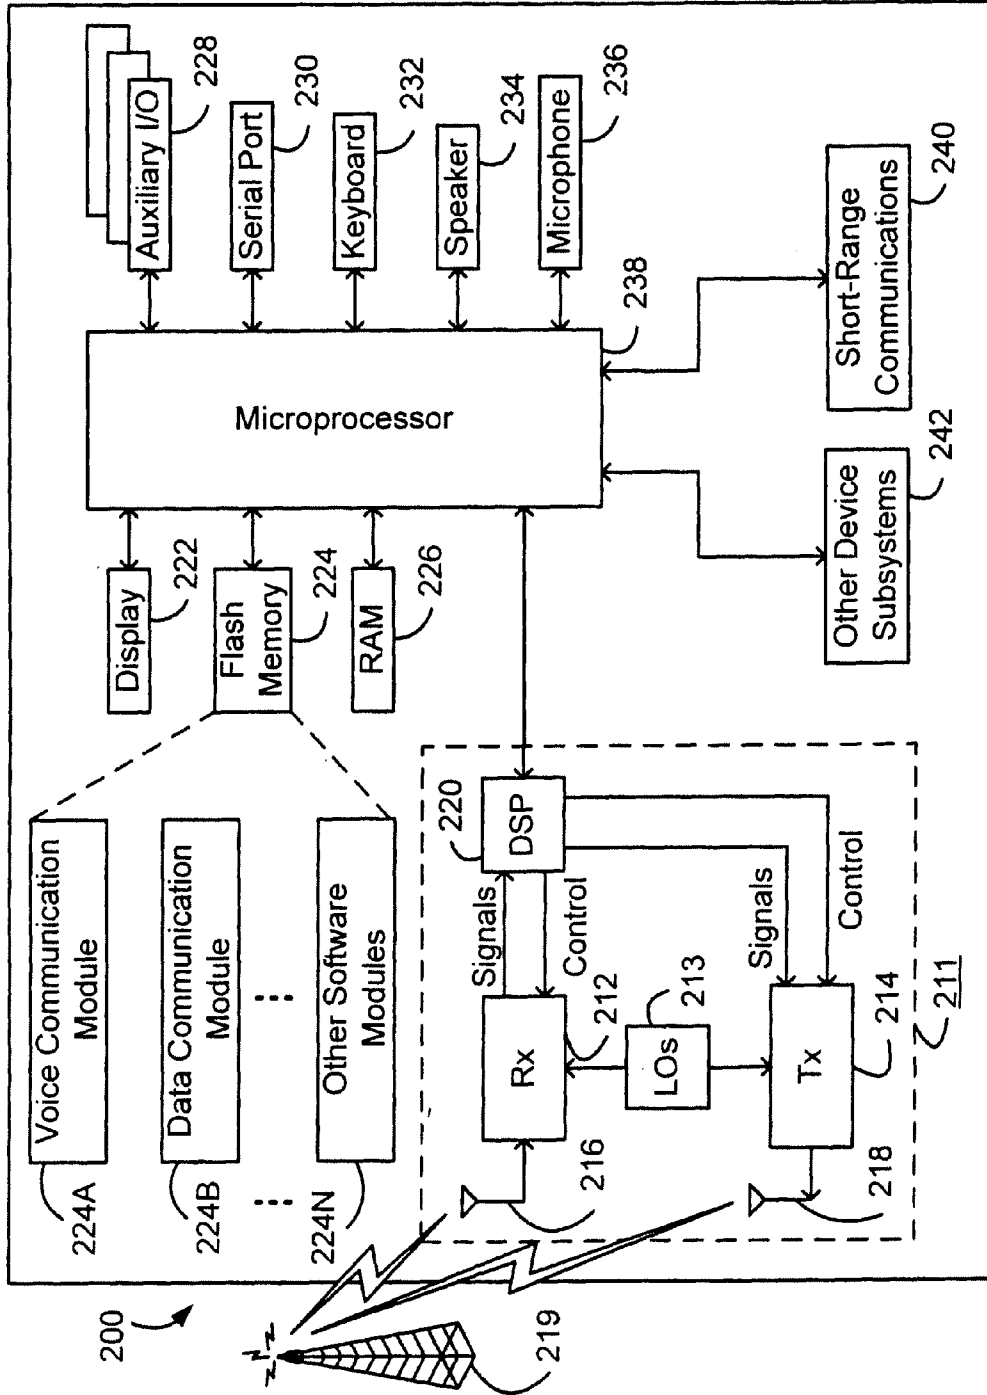 200
219
224A
Voice Communication
Module
224B
Data Communication
Module
...
...
224N
Other Software
Modules
Display
222
Flash
Memory
224
RAM
226
Microprocessor
238
Auxiliary I/O
228
Serial Port
230
Keyboard
232
Speaker
234
Microphone
236
Short-Range
Communications
240
Other Device
Subsystems
242
216
Rx
212
Signals
Control
DSP
220
LOs
213
218
Tx
214
Signals
Control
211